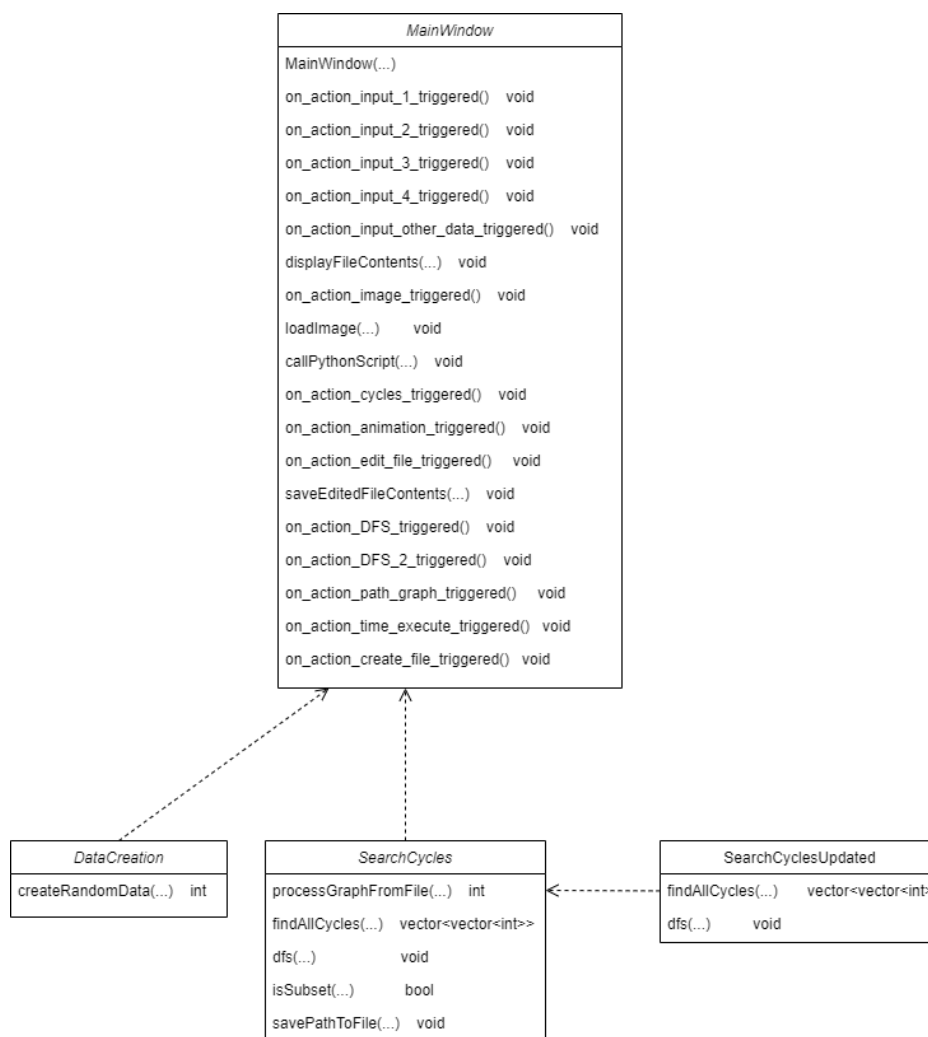 MainWindow
MainWindow(...)
on_action_input_1_triggered() void
on_action_input_2_triggered() void
on_action_input_3_triggered() void
on_action_input_4_triggered() void
on_action_input_other_data_triggered() void
displayFileContents(...) void
on_action_image_triggered() void
loadImage(...) void
callPythonScript(...) void
on_action_cycles_triggered() void
on_action_animation_triggered() void
on_action_edit_file_triggered() void
saveEditedFileContents(...) void
on_action_DFS_triggered() void
on_action_DFS_2_triggered() void
on_action_path_graph_triggered() void
on_action_time_execute_triggered() void
on_action_create_file_triggered() void
DataCreation
createRandomData(...) int
SearchCycles
processGraphFromFile(...) int
findAllCycles(...) vector<vector<int>>
dfs(...) void
isSubset(...) bool
savePathToFile(...) void
SearchCyclesUpdated
findAllCycles(...) vector<vector<int>
dfs(...) void